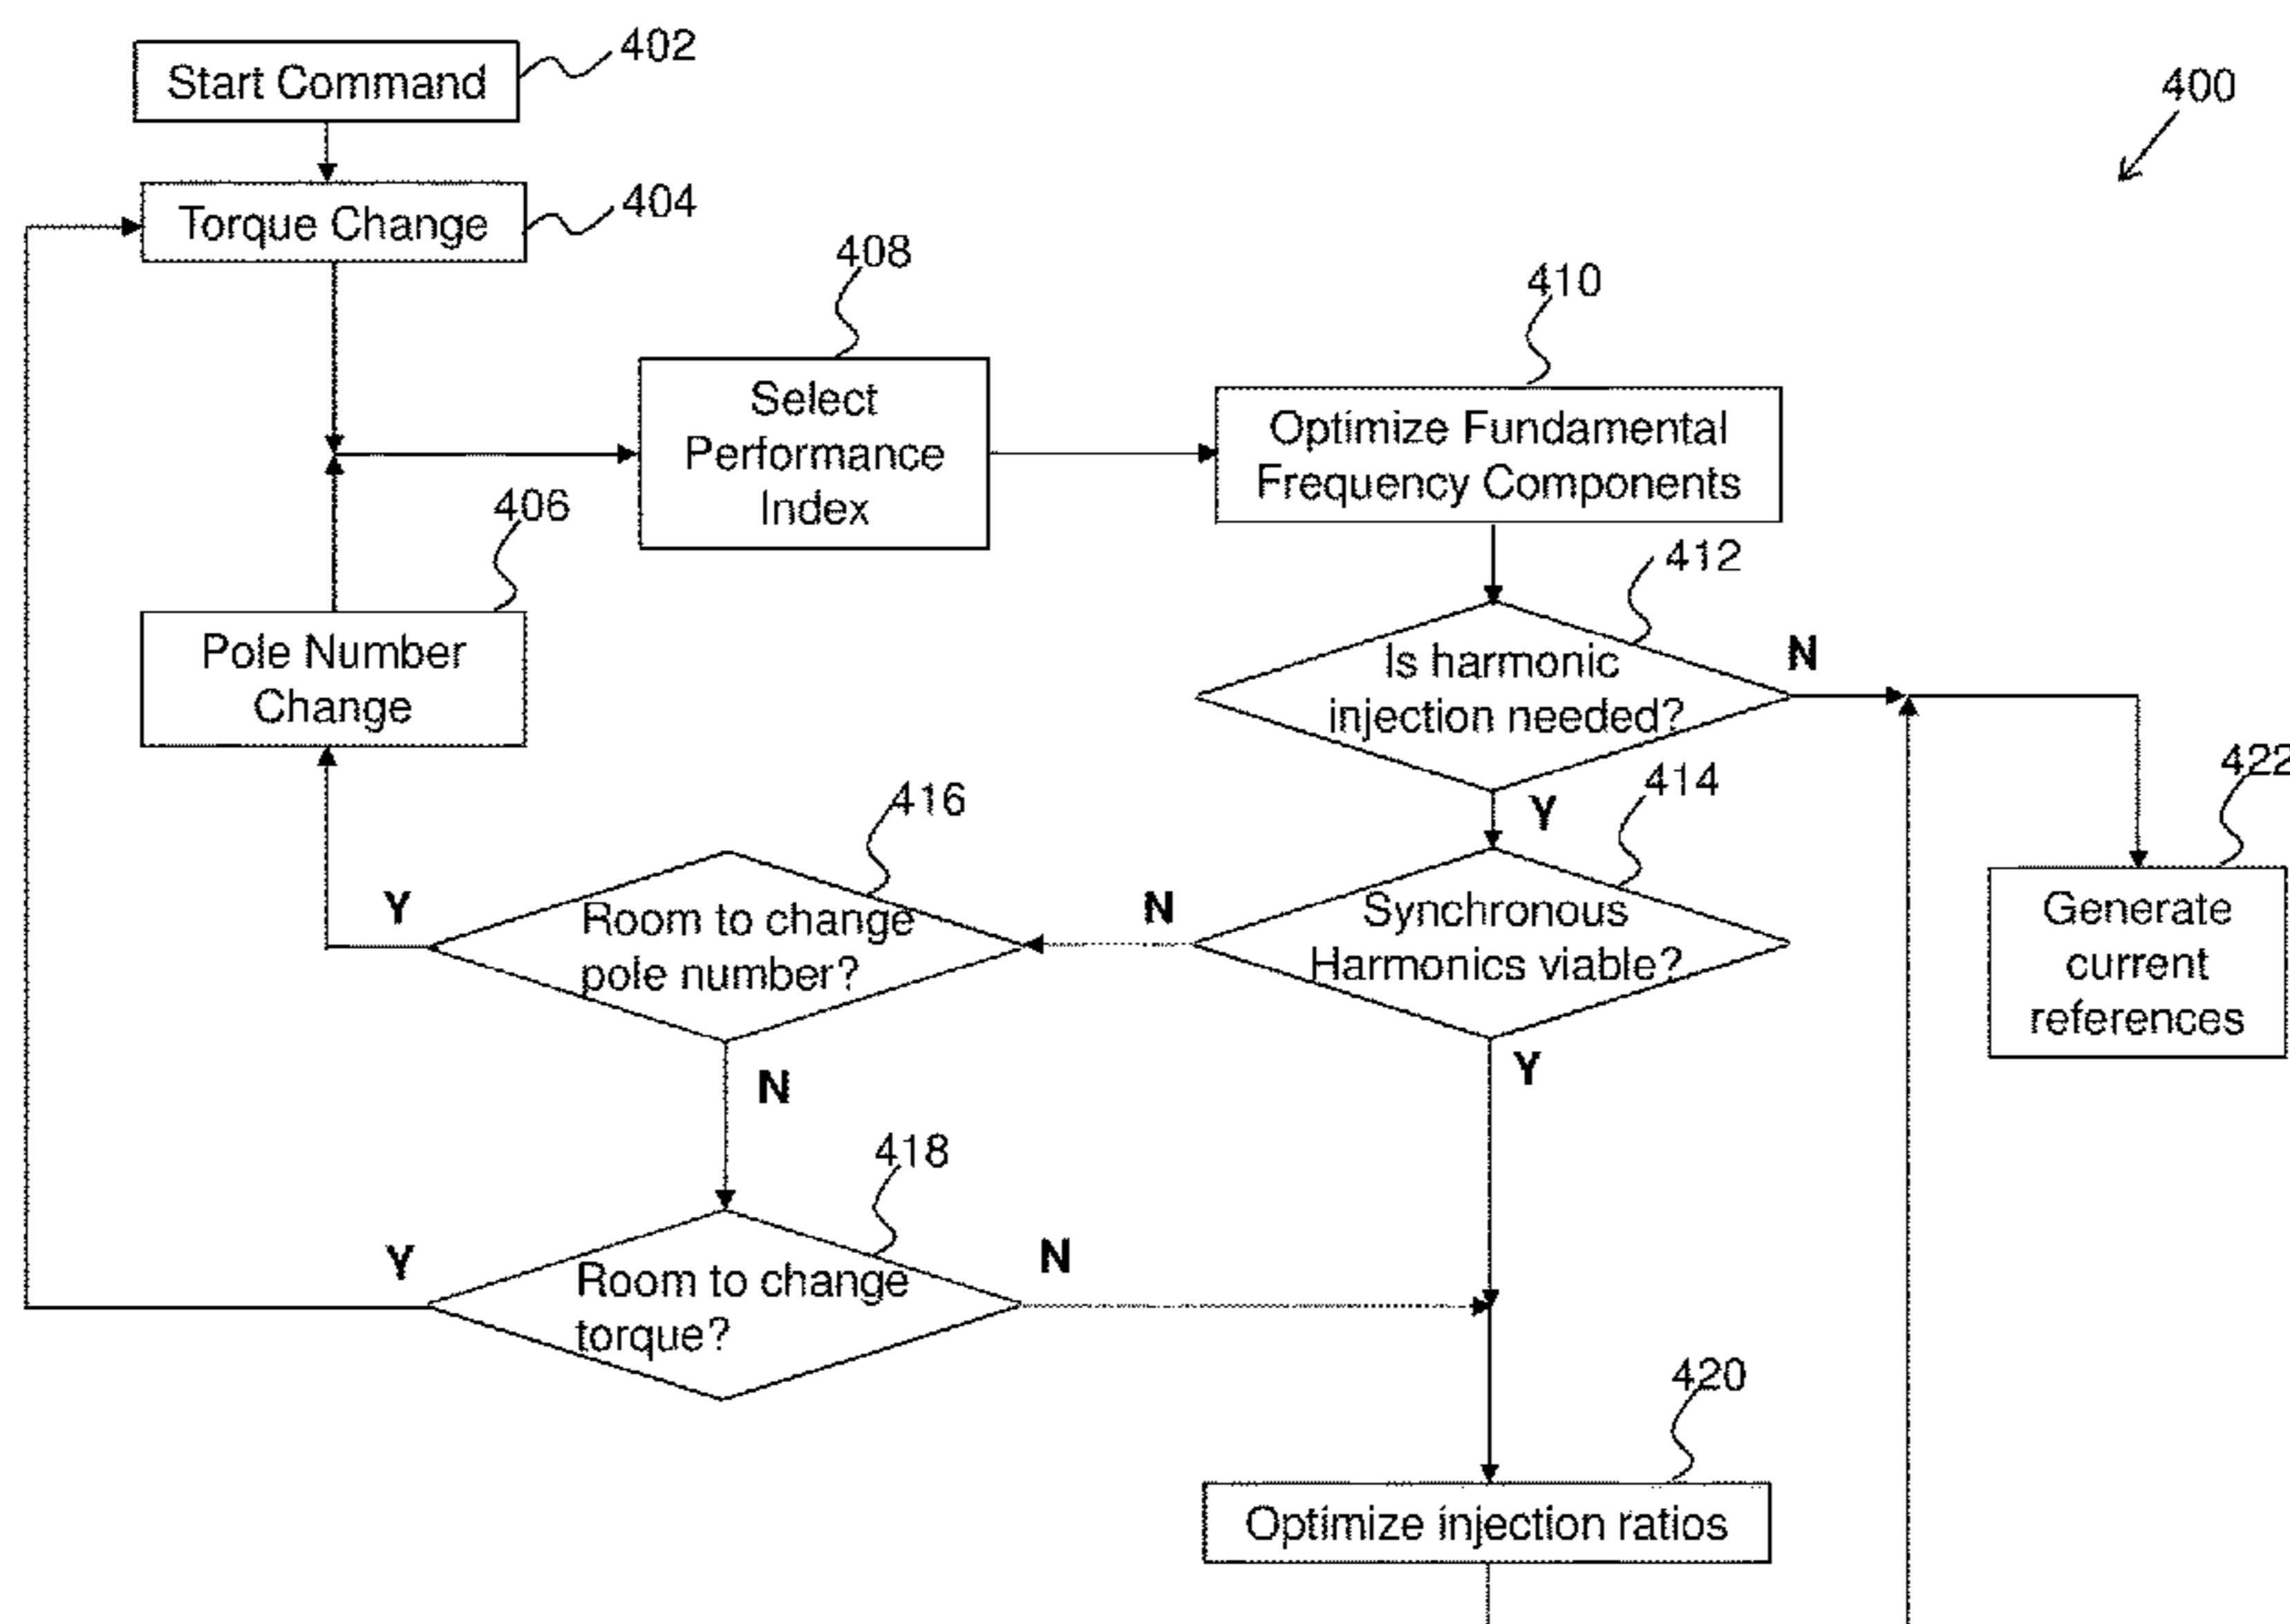 402
Start Command
400
404
Torque Change
408
410
Select
Performance
Index
Optimize Fundamental
Frequency Components
406
412
Pole Number
Change
Is harmonic
injection needed?
N
422
416
414
Y
Room to change
pole number?
Y
N
Synchronous
Harmonics viable?
Generate
current
references
N
Y
418
Room to change
torque?
Y
N
420
Optimize injection ratios